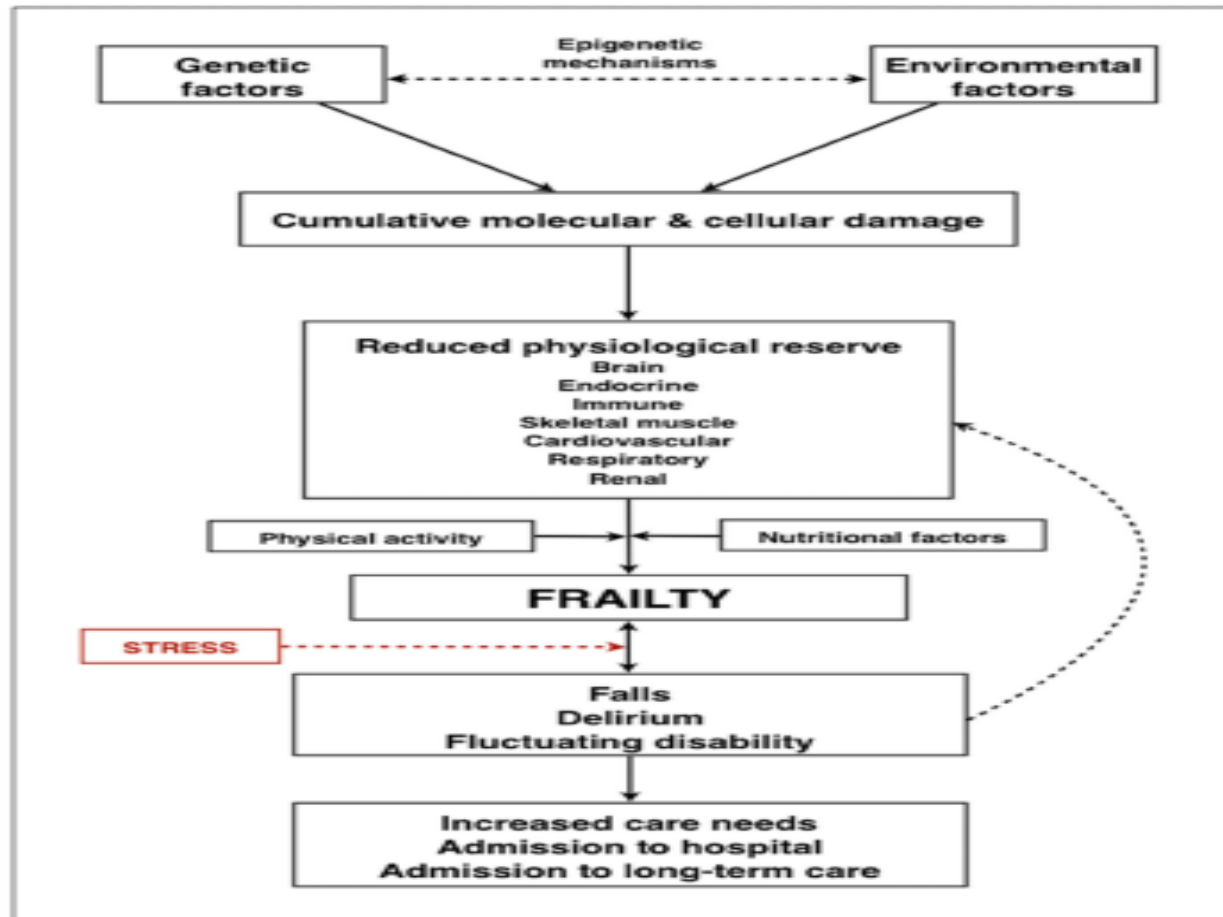 Genetic
factors
Epigenetic
mechanisms
Environmental
factors
Cumulative molecular & cellular damage
Reduced physiological reserve
Brain
Endocrine
Immune
Skeletal muscle
Cardiovascular
Respiratory
Renal
Physical activity
Nutritional factors
FRAILTY
STRESS
Falls
Delirium
Fluctuating disability
Increased care needs
Admission to hospital
Admission to long-term care